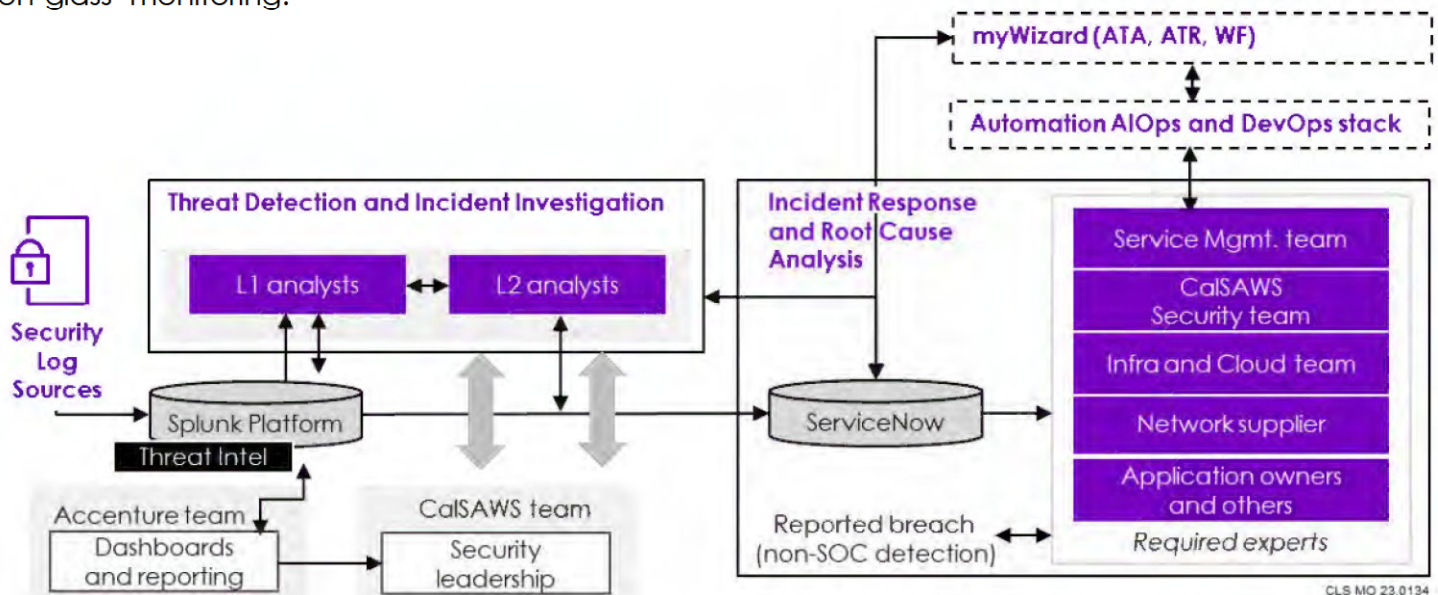 on glass" monitoring.
myWizard (ATA, ATR, WF)
Automation AIOps and DevOps stack
Threat Detection and Incident Investigation
L1 analysts
L2 analysts
Security
Log
Sources
Splunk Platform
Threat Intel
Accenture team
Dashboards
and reporting
CalSAWS team
Security
leadership
Incident Response
and Root Cause
Analysis
ServiceNow
Reported breach
(non-SOC detection)
Service Mgmt. team
CalSAWS
Security team
Infra and Cloud team
Network supplier
Application owners
and others
Required experts
CLS MO 23.0134